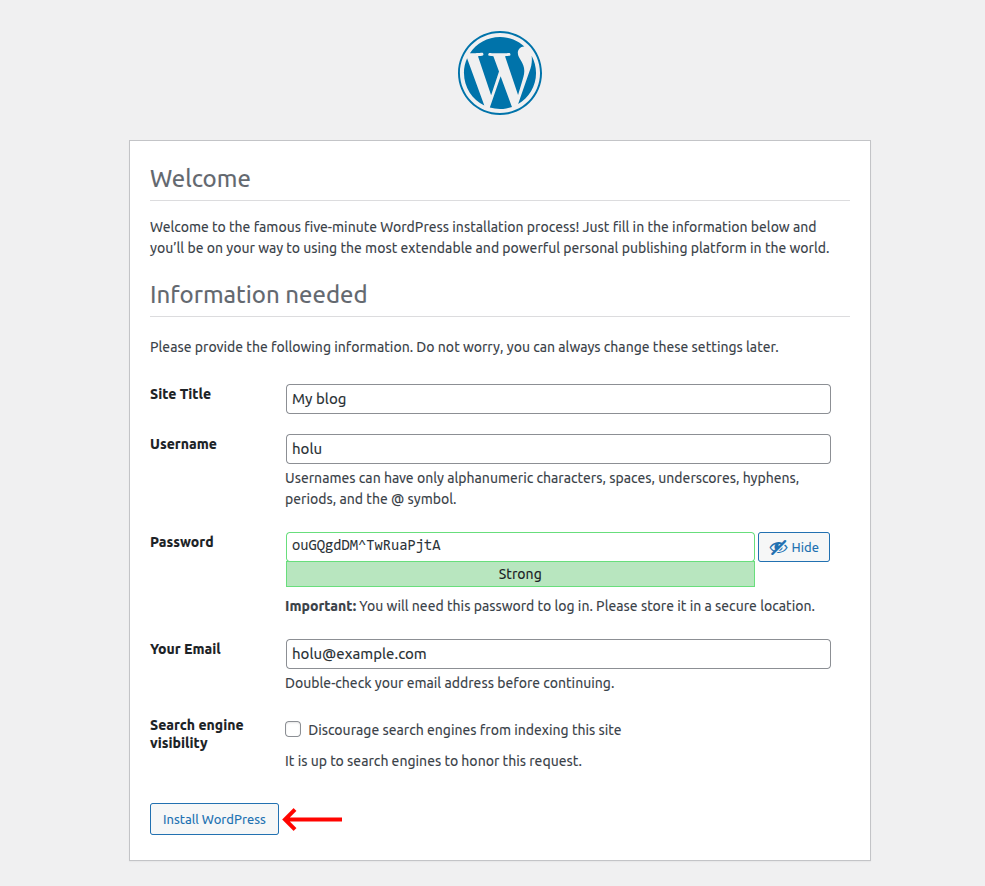 Welcome
Welcome to the famous five-minute WordPress installation process! Just fill in the information below and
you’ll be on your way to using the most extendable and powerful personal publishing platform in the world.
Information needed
Please provide the following information. Do not worry, you can always change these settings later.
Site Title
My blog
Username
holu
Usernames can have only alphanumeric characters, spaces, underscores, hyphens,
periods, and the @ symbol.
Password
ouGQgdDM^TwRuaPjtA
Hide
Strong
Important: You will need this password to log in. Please store it in a secure location.
Your Email
holu@example.com
Double-check your email address before continuing.
Search engine
visibility
Discourage search engines from indexing this site
It is up to search engines to honor this request.
Install WordPress